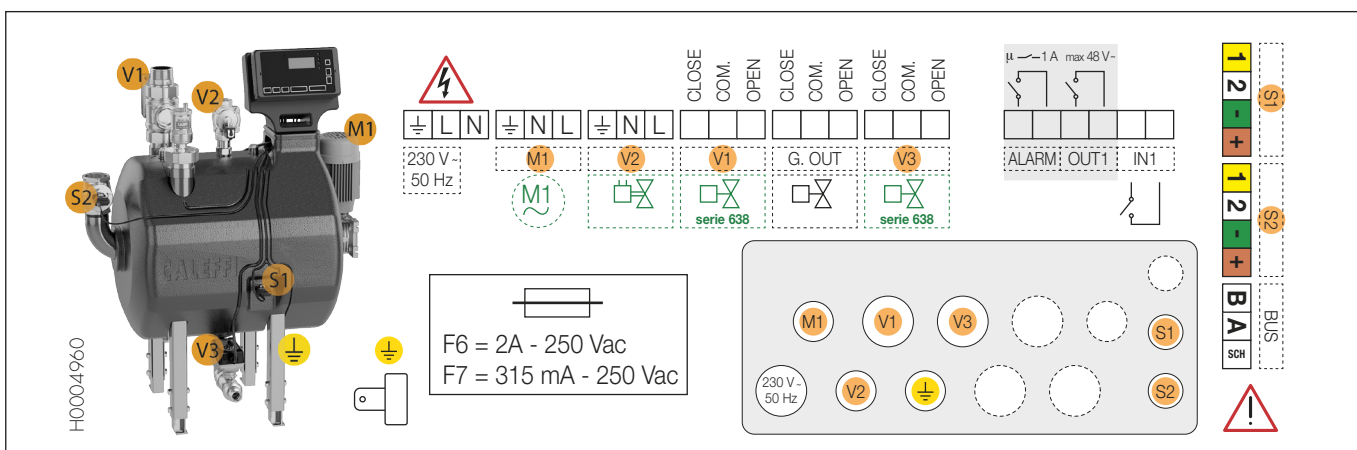 V1
V2
M1
S2
S1
V3
CALEFFI
H0004960
L N
230 V~
50 Hz
N L
M1
M1
~
N L
V2
CLOSE
COM.
OPEN
V1
serie 638
CLOSE
COM.
OPEN
G. OUT
CLOSE
COM.
OPEN
V3
serie 638
µ 1 A max 48 V~
ALARM OUT1 IN1
F6 = 2A - 250 Vac
F7 = 315 mA - 250 Vac
M1 V1 V3 S1
230 V~
50 Hz
V2 S2
1 2 - +
S1
1 2 - +
S2
B A SCH
BUS